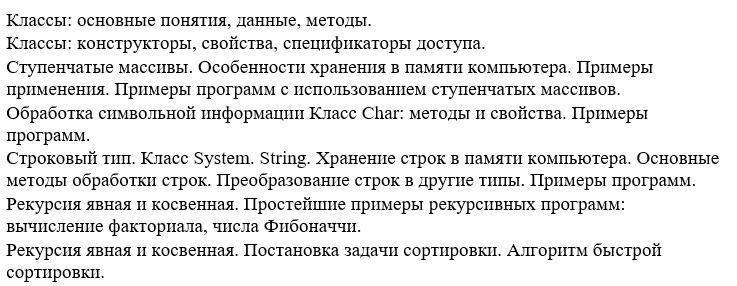 Классы: основные понятия, данные, методы.
Классы: конструкторы, свойства, спецификаторы доступа.
Ступенчатые массивы. Особенности хранения в памяти компьютера. Примеры
применения. Примеры программ с использованием ступенчатых массивов.
Обработка символьной информации Класс Char: методы и свойства. Примеры
программ.
Строковый тип. Класс System. String. Хранение строк в памяти компьютера. Основные
методы обработки строк. Преобразование строк в другие типы. Примеры программ.
Рекурсия явная и косвенная. Простейшие примеры рекурсивных программ:
вычисление факториала, числа Фибоначчи.
Рекурсия явная и косвенная. Постановка задачи сортировки. Алгоритм быстрой
сортировки.